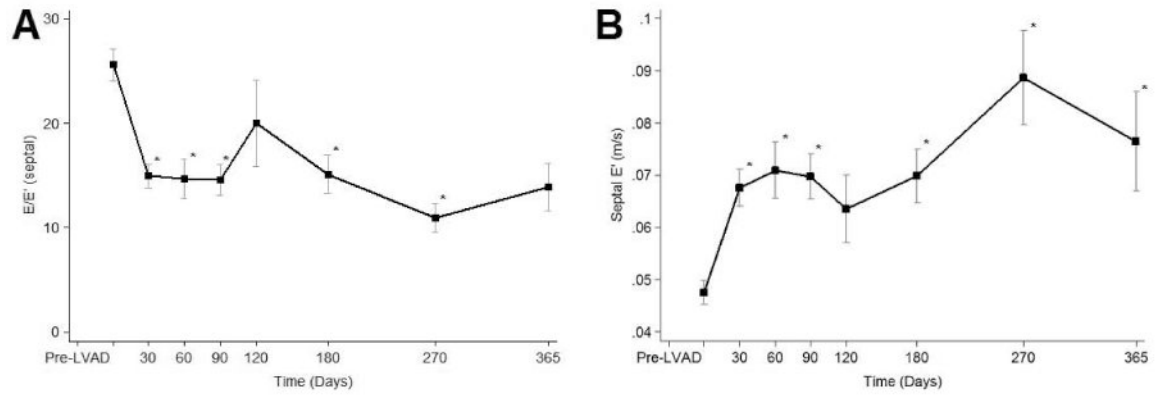 A
30
20
10
0
E/E' (septal)
* * * * *
Pre-LVAD 30 60 90 120 180 270 365
Time (Days)
B
.1
.09
.08
.07
.06
.05
.04
Septal E' (m/s)
* * * * * *
Pre-LVAD 30 60 90 120 180 270 365
Time (Days)